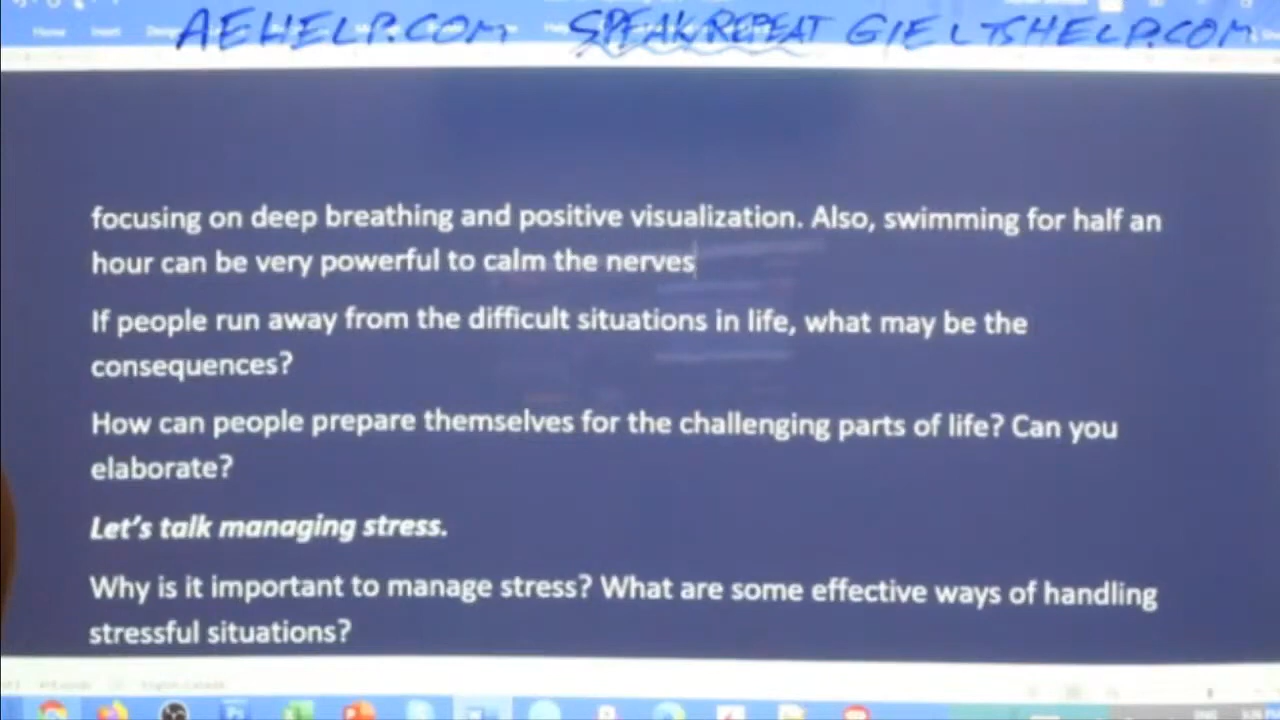 AEHELP.COM SPEAK REPEAT GIELTSHELP.COM
focusing on deep breathing and positive visualization. Also, swimming for half an
hour can be very powerful to calm the nerves
If people run away from the difficult situations in life, what may be the
consequences?
How can people prepare themselves for the challenging parts of life? Can you
elaborate?
Let's talk managing stress.
Why is it important to manage stress? What are some effective ways of handling
stressful situations?